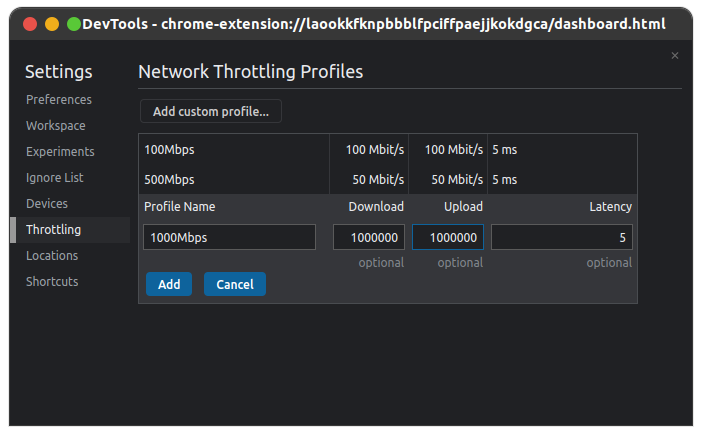 DevTools - chrome-extension://laookkfknpbbblfpciffpaejjkokdgca/dashboard.html
Settings
Preferences
Workspace
Experiments
Ignore List
Devices
Throttling
Locations
Shortcuts
Network Throttling Profiles
Add custom profile...
100Mbps 100 Mbit/s 100 Mbit/s 5 ms
500Mbps 50 Mbit/s 50 Mbit/s 5 ms
Profile Name Download Upload Latency
1000Mbps 1000000 1000000 5
optional optional optional
Add Cancel